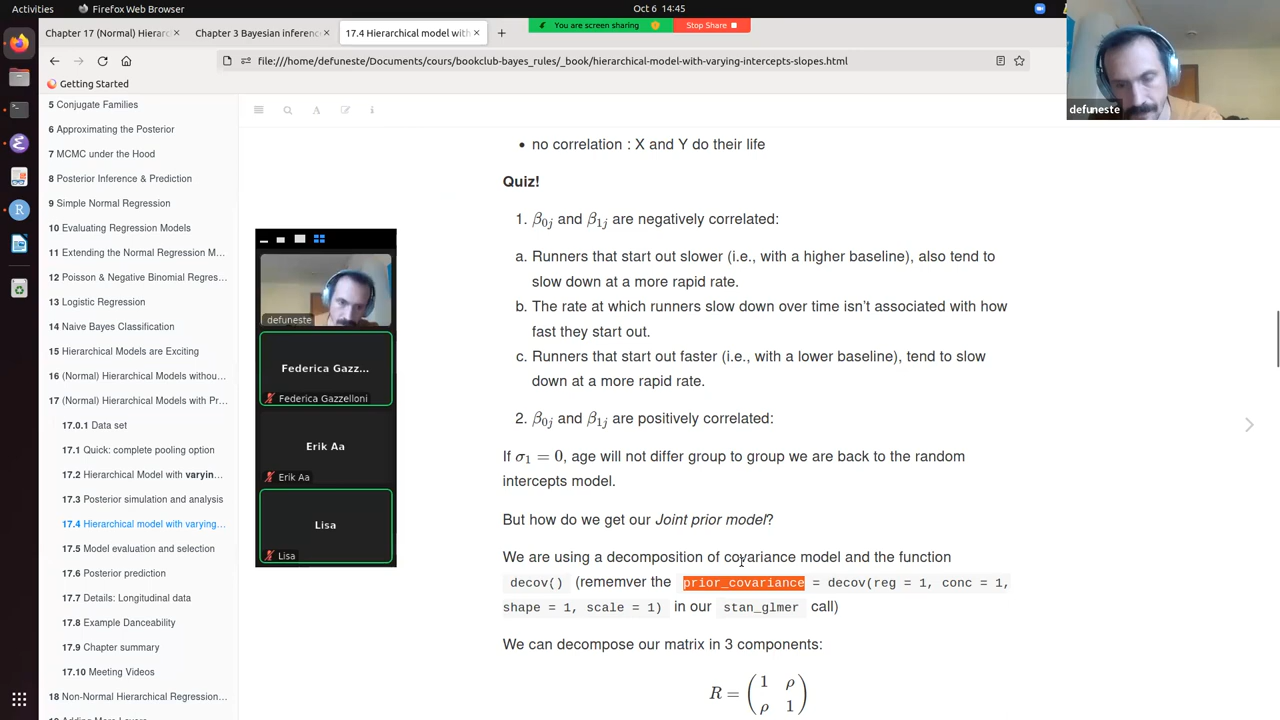 Activities
Firefox Web Browser
Oct 6 14:45
Chapter 17 (Normal) Hierarc
Chapter 3 Bayesian inferenc
17.4 Hierarchical model with
You are screen sharing
Stop Share
file:///home/defuneste/Documents/cours/bookclub-bayes_rules/_book/hierarchical-model-with-varying-intercepts-slopes.html
Getting Started
defuneste
5 Conjugate Families
6 Approximating the Posterior
7 MCMC under the Hood
8 Posterior Inference & Prediction
9 Simple Normal Regression
10 Evaluating Regression Models
11 Extending the Normal Regression M...
12 Poisson & Negative Binomial Regres...
13 Logistic Regression
14 Naive Bayes Classification
15 Hierarchical Models are Exciting
16 (Normal) Hierarchical Models withou...
17 (Normal) Hierarchical Models with Pr...
17.0.1 Data set
17.1 Quick: complete pooling option
17.2 Hierarchical Model with varyin...
17.3 Posterior simulation and analysis
17.4 Hierarchical model with varying...
17.5 Model evaluation and selection
17.6 Posterior prediction
17.7 Details: Longitudinal data
17.8 Example Danceability
17.9 Chapter summary
17.10 Meeting Videos
18 Non-Normal Hierarchical Regression...
defuneste
Federica Gazz...
Federica Gazzelloni
Erik Aa
Erik Aa
Lisa
Lisa
• no correlation : X and Y do their life
Quiz!
1. β0j and β1j are negatively correlated:
a. Runners that start out slower (i.e., with a higher baseline), also tend to
slow down at a more rapid rate.
b. The rate at which runners slow down over time isn't associated with how
fast they start out.
c. Runners that start out faster (i.e., with a lower baseline), tend to slow
down at a more rapid rate.
2. β0j and β1j are positively correlated:
If σ1 = 0, age will not differ group to group we are back to the random
intercepts model.
But how do we get our Joint prior model?
We are using a decomposition of covariance model and the function
decov() (rememver the prior_covariance = decov(reg = 1, conc = 1,
shape = 1, scale = 1) in our stan_glmer call)
We can decompose our matrix in 3 components:
R = (1 ρ
ρ 1)